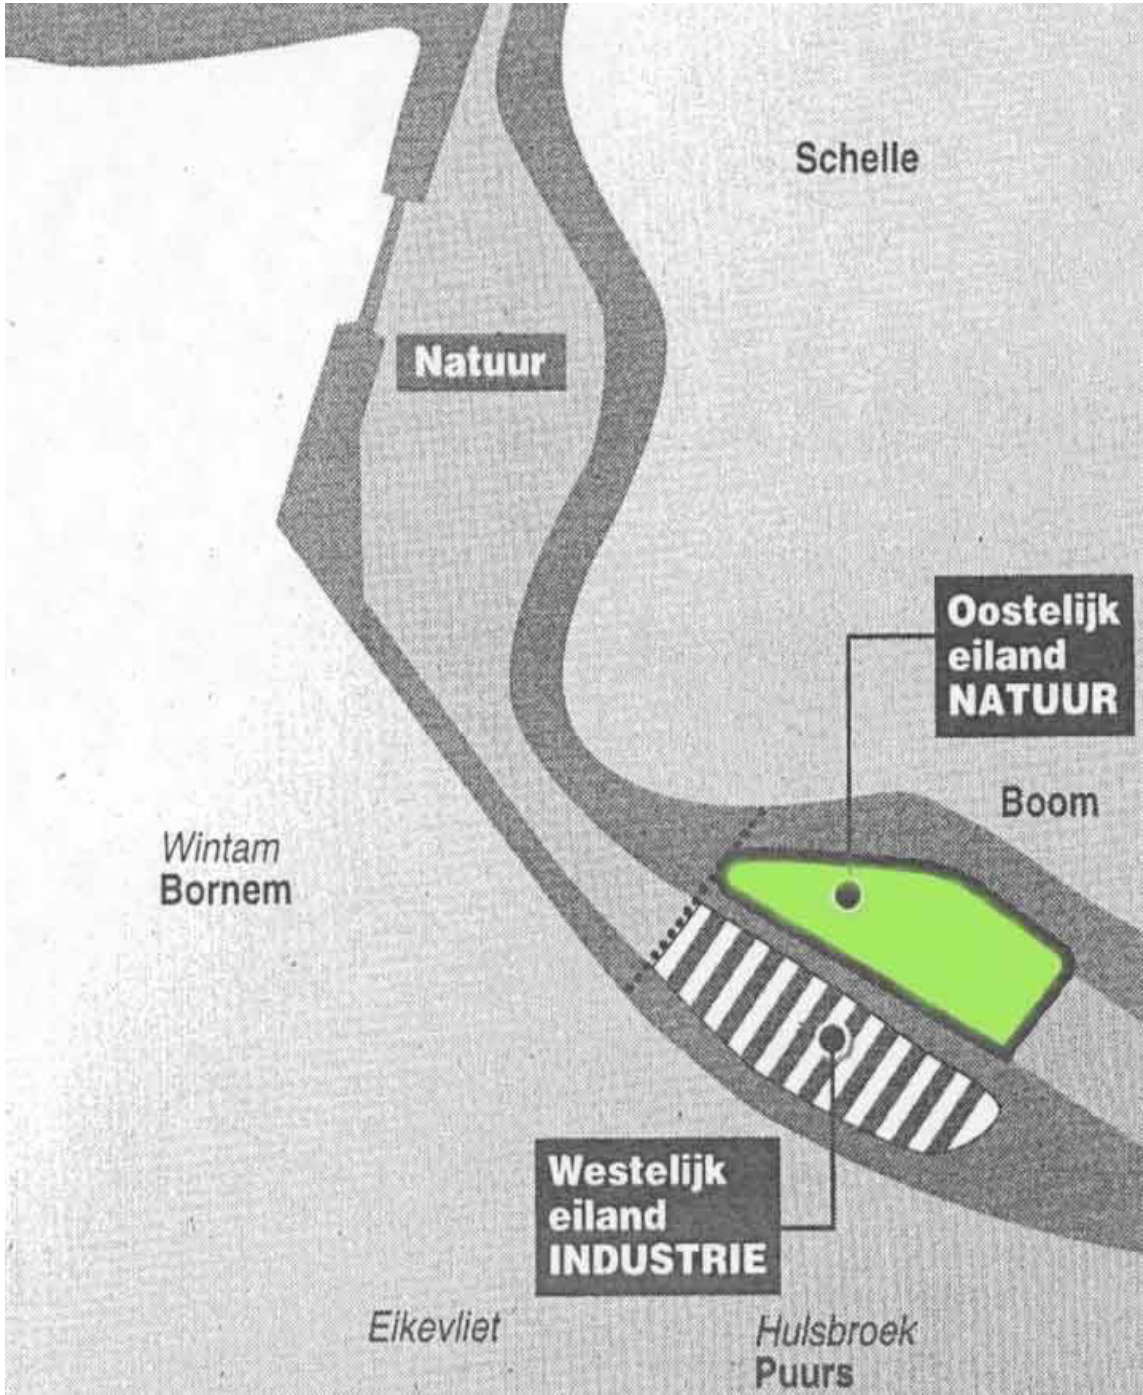 Schelle
Natuur
Oostelijk
eiland
NATUUR
Boom
Wintam
Bornem
Westelijk
eiland
INDUSTRIE
Eikevliet
Hulsbroek
Puurs